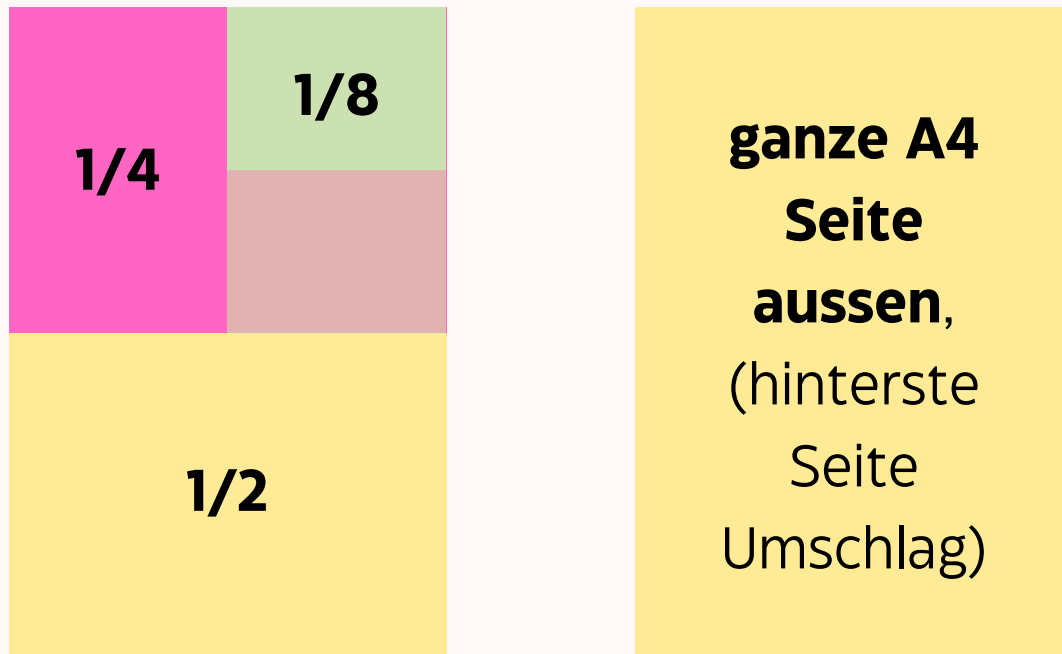 1/4
1/8
1/2
ganze A4
Seite
aussen,
(hinterste
Seite
Umschlag)